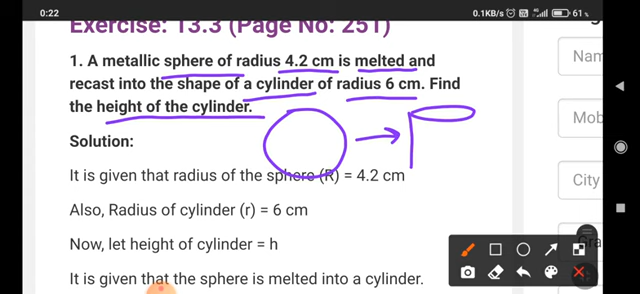 0:22 0.1KB/s 4G 61%
Exercise: 13.3 (Page No: 251)
1. A metallic sphere of radius 4.2 cm is melted and
recast into the shape of a cylinder of radius 6 cm. Find
the height of the cylinder.
Solution:
It is given that radius of the sphere (R) = 4.2 cm
Also, Radius of cylinder (r) = 6 cm
Now, let height of cylinder = h
It is given that the sphere is melted into a cylinder.
Mob
City